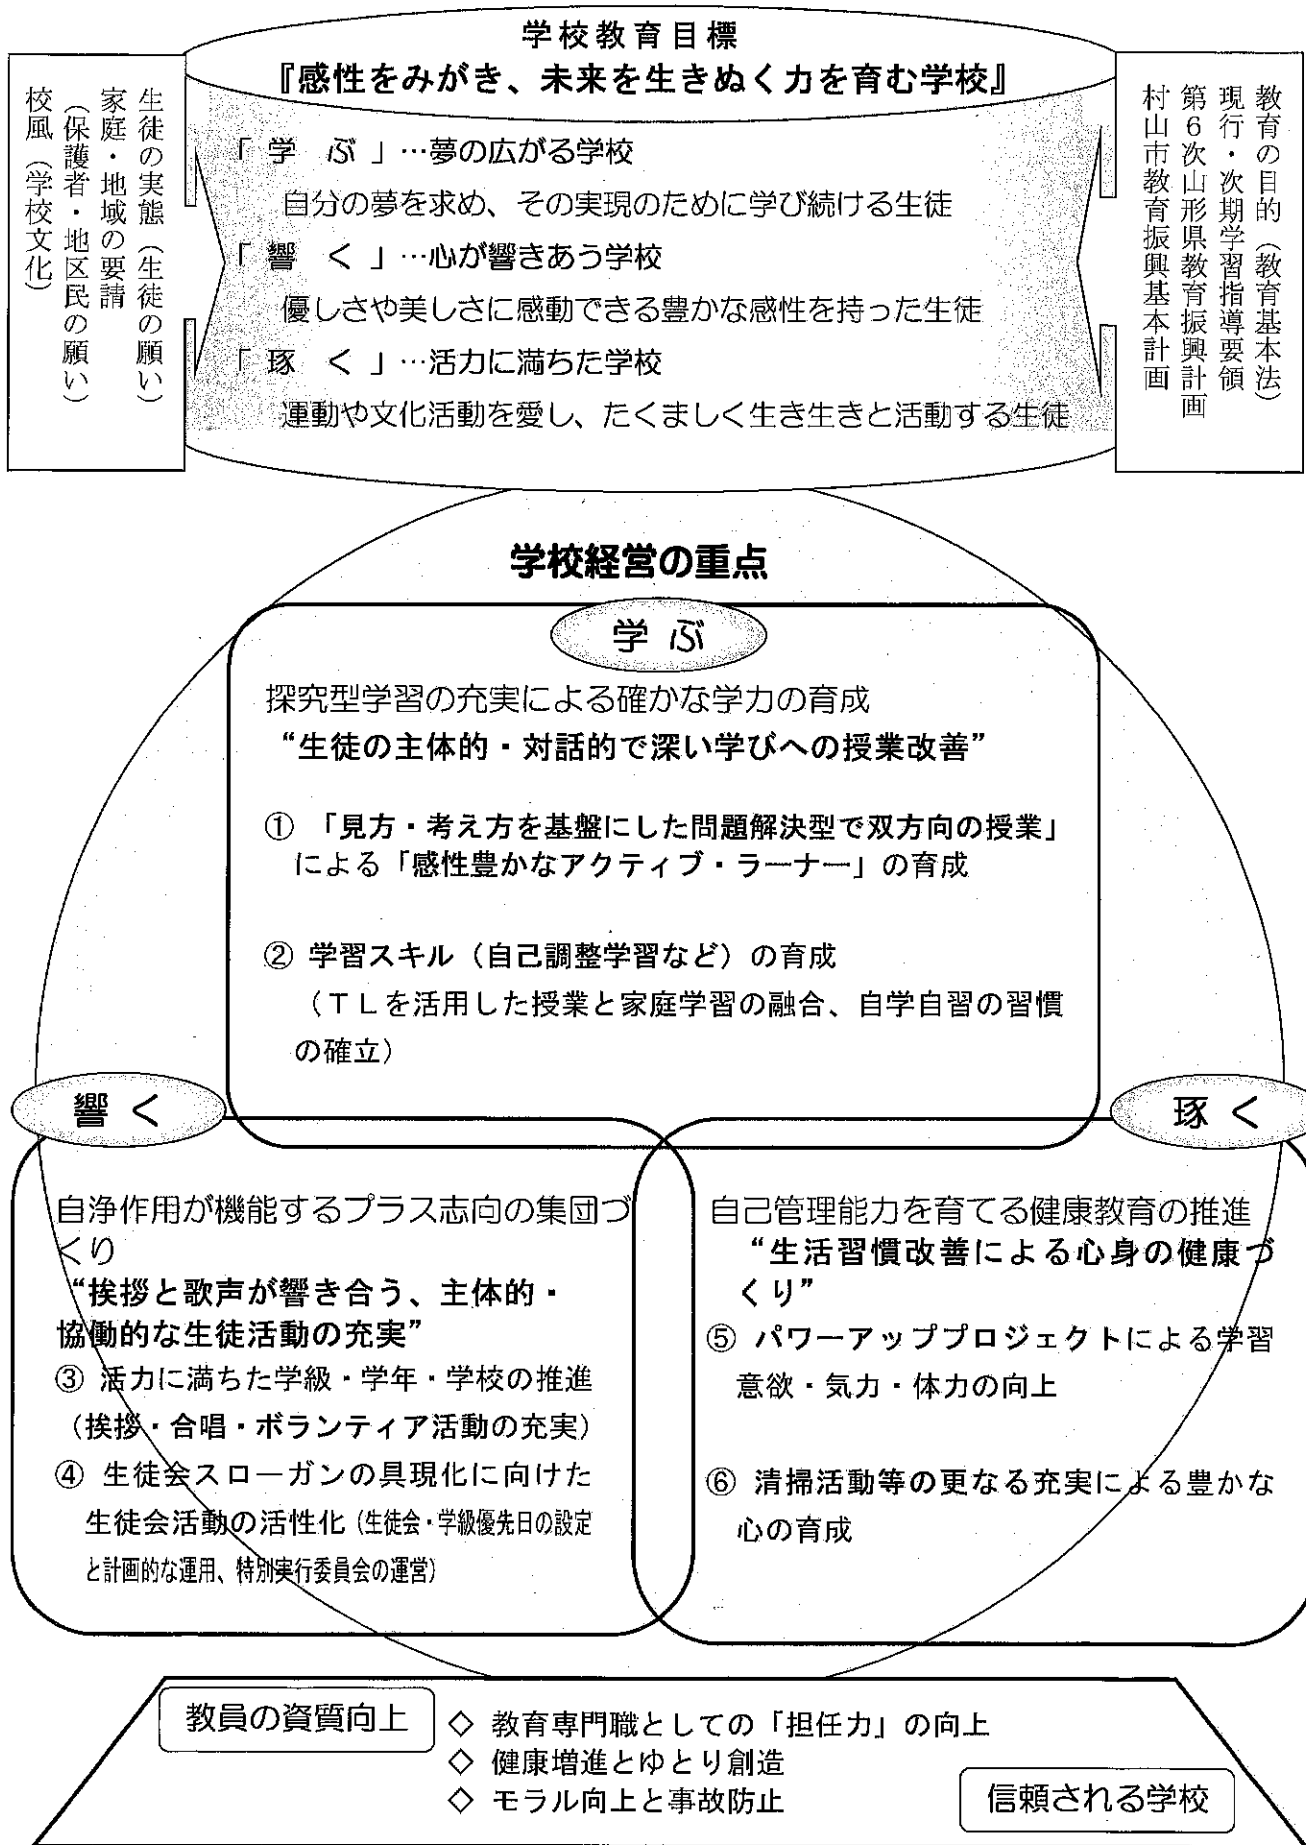 学校教育目標
『感性をみがき、未来を生きぬく力を育む学校』
生徒の実態（生徒の願い）
家庭・地域の要請
（保護者・地区民の願い）
校風（学校文化）
教育の目的（教育基本法）
現行・次期学習指導要領
第６次山形県教育振興計画
村山市教育振興基本計画
「 学　ぶ 」…夢の広がる学校
自分の夢を求め、その実現のために学び続ける生徒
「 響　く 」…心が響きあう学校
優しさや美しさに感動できる豊かな感性を持った生徒
「 琢　く 」…活力に満ちた学校
運動や文化活動を愛し、たくましく生き生きと活動する生徒
学校経営の重点
学 ぶ
探究型学習の充実による確かな学力の育成
“生徒の主体的・対話的で深い学びへの授業改善”
① 「見方・考え方を基盤にした問題解決型で双方向の授業」
による「感性豊かなアクティブ・ラーナー」の育成
② 学習スキル（自己調整学習など）の育成
（ＴＬを活用した授業と家庭学習の融合、自学自習の習慣
の確立）
響 く
自浄作用が機能するプラス志向の集団づ
くり
“挨拶と歌声が響き合う、主体的・
協働的な生徒活動の充実”
③ 活力に満ちた学級・学年・学校の推進
（挨拶・合唱・ボランティア活動の充実）
④ 生徒会スローガンの具現化に向けた
生徒会活動の活性化（生徒会・学級優先日の設定
と計画的な運用、特別実行委員会の運営）
琢 く
自己管理能力を育てる健康教育の推進
“生活習慣改善による心身の健康づ
くり”
⑤ パワーアッププロジェクトによる学習
意欲・気力・体力の向上
⑥ 清掃活動等の更なる充実による豊かな
心の育成
教員の資質向上
◇ 教育専門職としての「担任力」の向上
◇ 健康増進とゆとり創造
◇ モラル向上と事故防止
信頼される学校